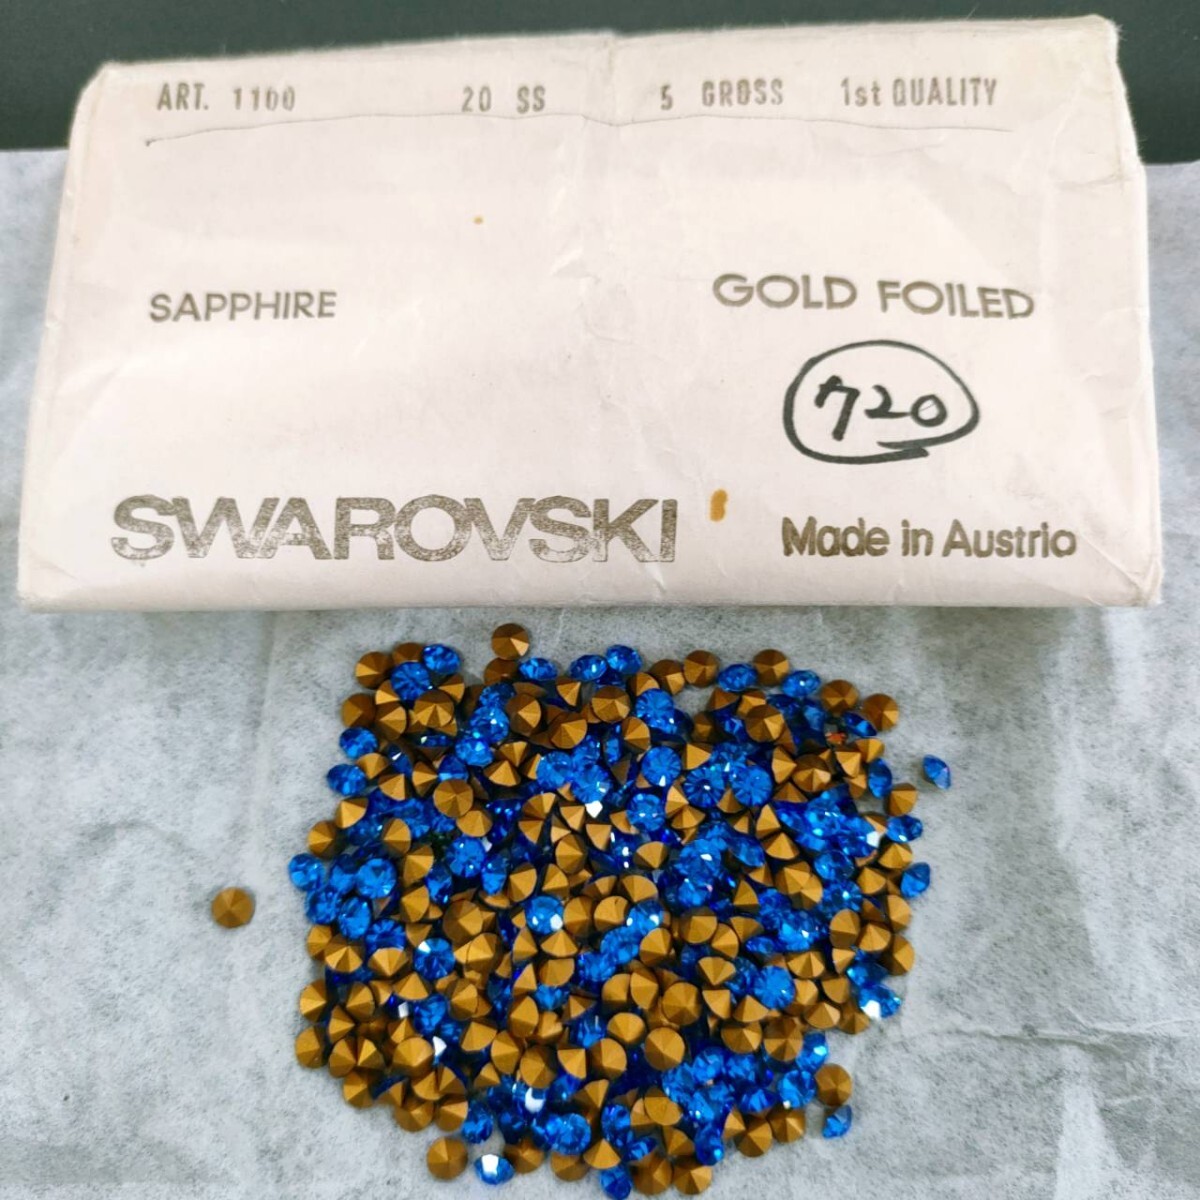 ART. 1100 20 SS 5 GROSS 1st QUALITY
SAPPHIRE GOLD FOILED
720
SWAROVSKI Made in Austria